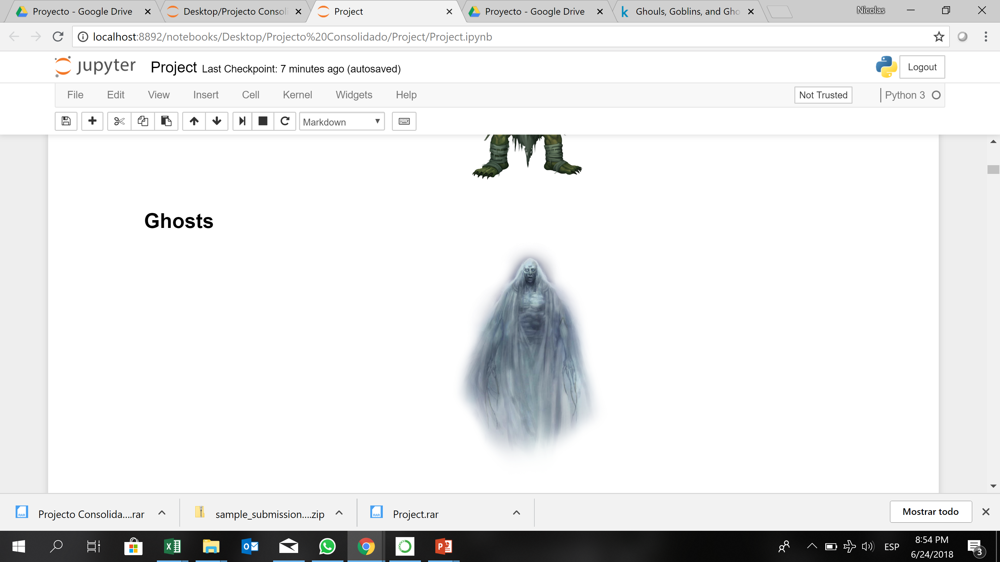 Proyecto - Google Drive
Desktop/Projecto Consoli
Project
Proyecto - Google Drive
Ghouls, Goblins, and Gho
Nicolas
localhost:8892/notebooks/Desktop/Projecto%20Consolidado/Project/Project.ipynb
jupyter Project Last Checkpoint: 7 minutes ago (autosaved)
Logout
File Edit View Insert Cell Kernel Widgets Help
Not Trusted
Python 3
Markdown
Ghosts
Projecto Consolida....rar
sample_submission....zip
Project.rar
Mostrar todo
ESP
8:54 PM
6/24/2018
3